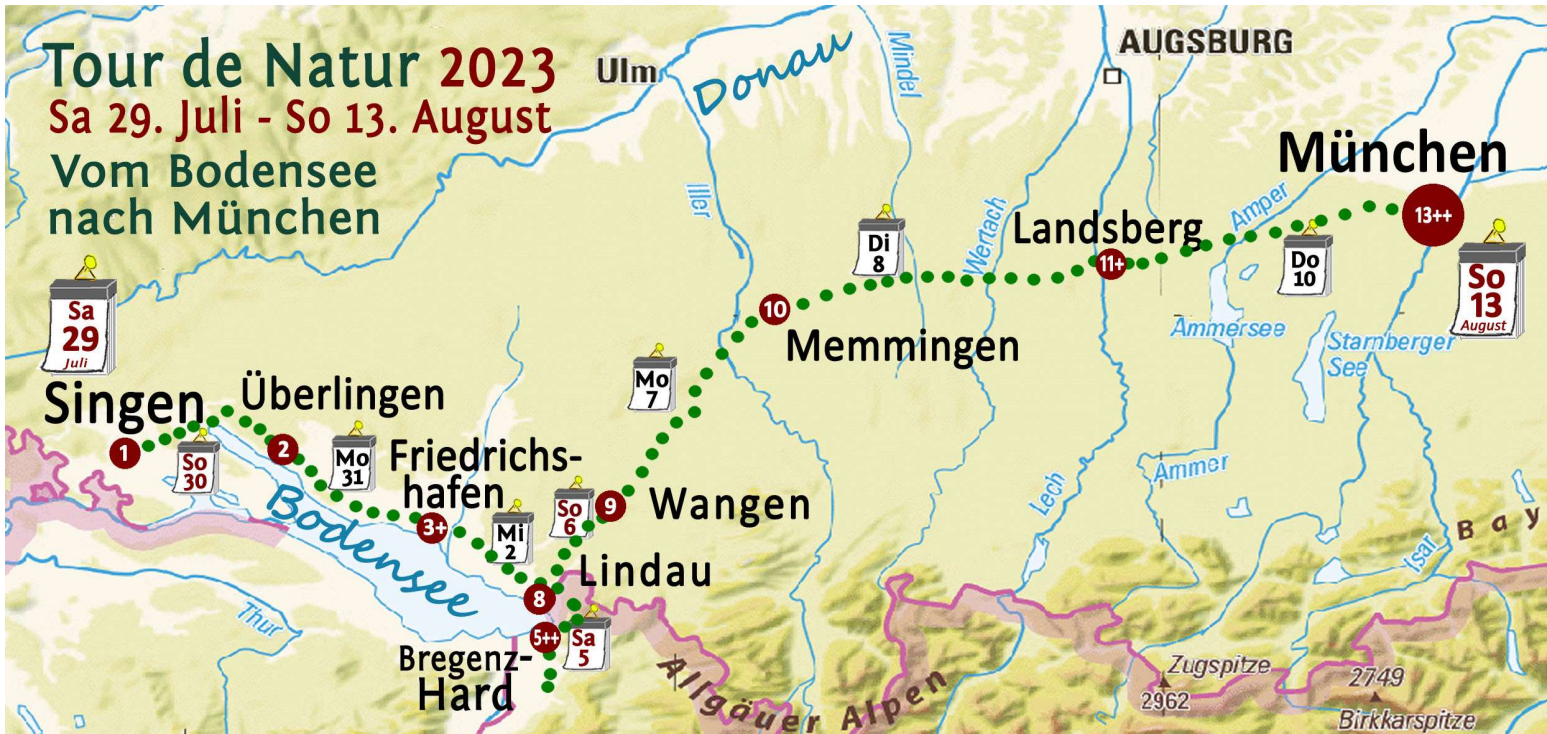 Tour de Natur 2023
Sa 29. Juli - So 13. August
Vom Bodensee
nach München
Ulm
Donau
Mindel
AUGSBURG
Iller
Wertach
Landsberg
Amper
München
13++
Di
8
11+
Do
10
So
13
August
Sa
29
Juli
10
Memmingen
Ammersee
Starnberger
See
Mo
7
Singen
Überlingen
1
So
30
2
Mo
31
Friedrichs-
hafen
3+
Bodensee
Mi
2
So
6
9
Wangen
Lech
Ammer
Isar
Bay
Lindau
8
Thur
5++
Sa
5
Bregenz-
Hard
Allgäuer Alpen
Zugspitze
2962
2749
Birkkarspitze